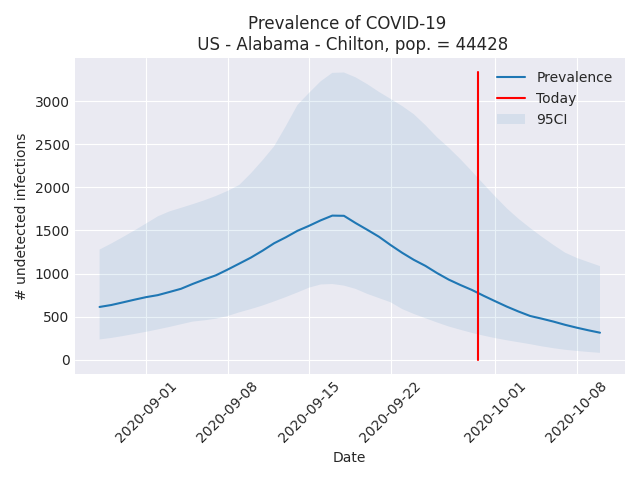 Prevalence of COVID-19
US - Alabama - Chilton, pop. = 44428
# undetected infections
3000
2500
2000
1500
1000
500
0
Prevalence
Today
95CI
2020-09-01
2020-09-08
2020-09-15
2020-09-22
2020-10-01
2020-10-08
Date